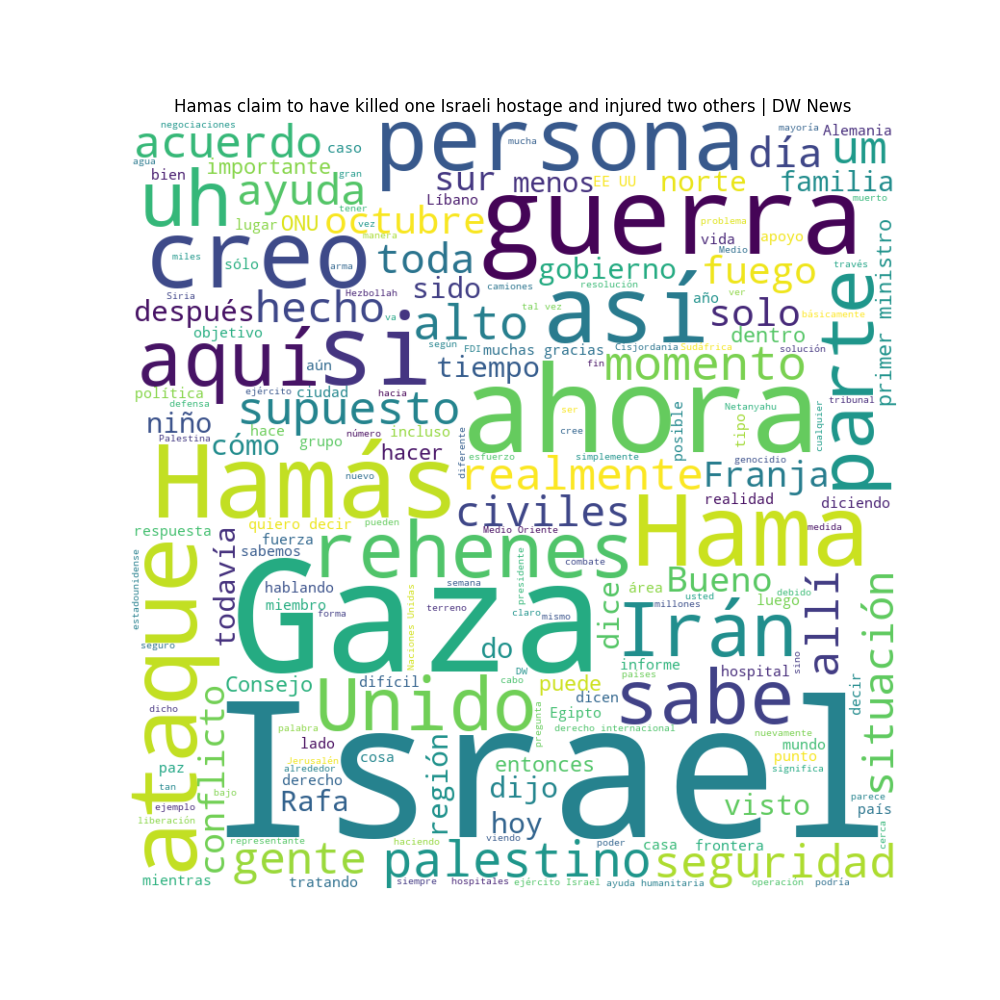 Hamas claim to have killed one Israeli hostage and injured two others | DW News
negociaciones
persona
mucha
mayoría
Alemania
acuerdo
caso
día
um
agua
bien
importante
gran
sur
menos
EE UU
norte
familia
uh
ayuda
tener
Líbano
guerra
muerto
lugar
ONU
octubre
vez
manera
problema
vida
apoyo
creo
miles
sólo
toda
gobierno
Medio
fuego
través
primer ministro
Siria
arma
Hezbollah
sido
camiones
resolución
año
ver
después
hecho
va
tal vez
así
solo
básicamente
parte
objetivo
alto
según
FDI
muchas gracias
Cisjordania
Sudáfrica
dentro
solución
aquí
si
aún
tiempo
fin
momento
política
ejército
ciudad
hacia
defensa
supuesto
ahora
ser
Netanyahu
tribunal
niño
cómo
hace
grupo
número
incluso
cree
posible
tipo
cualquier
Palestina
nuevo
hacer
diferente
esfuerzo
simplemente
genocidio
Hamás
realmente
Franja
realidad
diciendo
respuesta
quiero decir
pueden
civiles
Medio Oriente
Hama
medida
fuerza
sabemos
rehenes
combate
estadounidense
ataque
todavía
hablando
semana
presidente
dice
área
Bueno
usted
debido
luego
allí
situación
miembro
forma
Gaza
Naciones Unidas
terreno
claro
mismo
Irán
millones
seguro
do
informe
países
hospital
sino
decir
Consejo
difícil
DW
cabo
puede
dicen
Egipto
sabe
dicho
conflicto
Unido
pregunta
derecho internacional
nuevamente
palabra
Israel
lado
cosa
región
entonces
mundo
punto
paz
Jerusalén
alrededor
derecho
significa
tan
ejemplo
bajo
Rafa
dijo
visto
parece
país
liberación
hoy
cerca
representante
haciendo
viendo
poder
casa
frontera
gente
palestino
seguridad
mientras
tratando
siempre
hospitales
ejército Israel
ayuda humanitaria
operación
podría